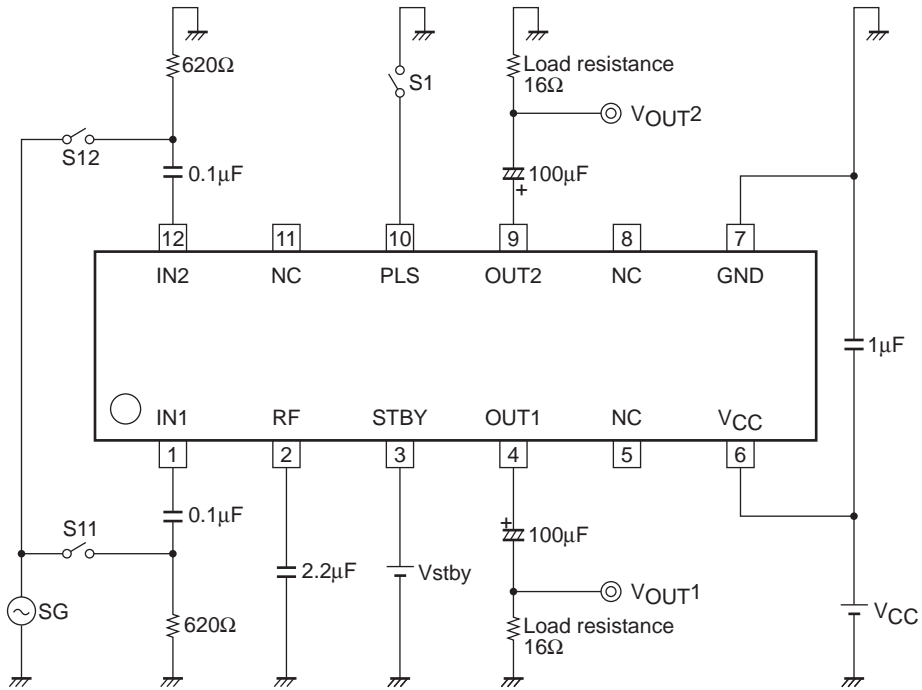 620Ω
S1
Load resistance
16Ω
VOUT2
S12
0.1μF
100μF
+
12
11
10
9
8
7
IN2
NC
PLS
OUT2
NC
GND
1μF
IN1
RF
STBY
OUT1
NC
VCC
1
2
3
4
5
6
S11
0.1μF
+
100μF
2.2μF
Vstby
VOUT1
SG
620Ω
Load resistance
16Ω
VCC